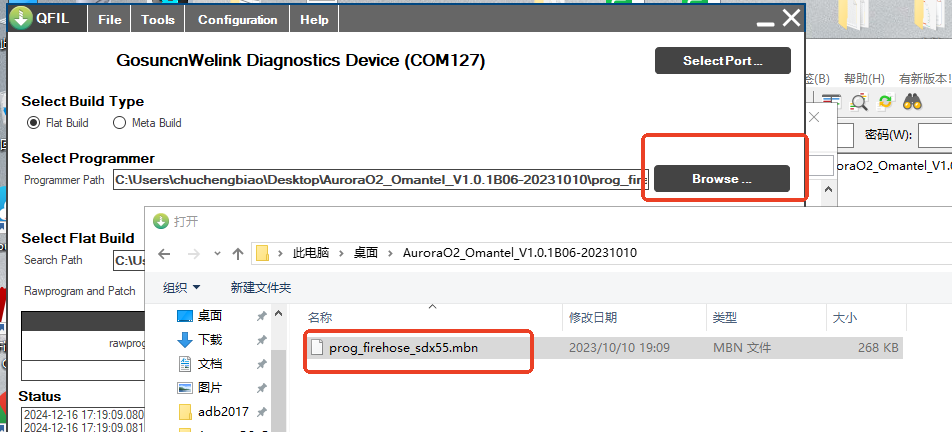 QFIL File Tools Configuration Help
GosuncnWelink Diagnostics Device (COM127)
Select Port ...
Select Build Type
Flat Build Meta Build
Select Programmer
Programmer Path C:\Users\chuchengbiao\Desktop\AuroraO2_Omantel_V1.0.1B06-20231010\prog_fire Browse ...
签(B) 帮助(H) 有新版本!
密码(W):
oraO2_Omantel_V1.0
打开
Select Flat Build
Search Path C:\Us
此电脑 桌面 AuroraO2_Omantel_V1.0.1B06-20231010
Rawprogram and Patch
组织 新建文件夹
名称 修改日期 类型 大小
桌面
下载
文档
图片
adb2017
rawprog
prog_firehose_sdx55.mbn 2023/10/10 19:09 MBN 文件 268 KB
Status
2024-12-16 17:19:09.080
2024-12-16 17:19:09.081